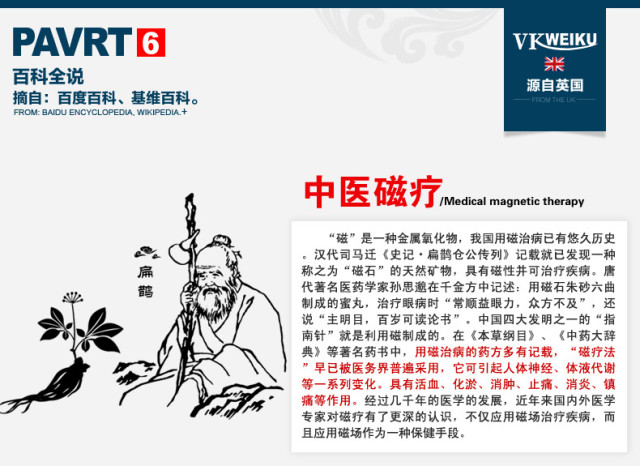 PAVRT 6
百科全说
摘自：百度百科、基维百科。
FROM: BAIDU ENCYCLOPEDIA, WIKIPEDIA.+
VKWEIKU
源自英国
FROM THE UK
中医磁疗/Medical magnetic therapy
扁鹊
“磁”是一种金属氧化物，我国用磁治病已有悠久历史
。汉代司马迁《史记·扁鹊仓公传列》记载就已发现一种
称之为“磁石”的天然矿物，具有磁性并可治疗疾病。唐
代著名医药学家孙思邈在千金方中记述：用磁石朱砂六曲
制成的蜜丸，治疗眼病时“常顺益眼力，众方不及”，还
说“主明目，百岁可读论书”。中国四大发明之一的“指
南针”就是利用磁制成的。在《本草纲目》、《中药大辞
典》等著名药书中，用磁治病的药方多有记载，“磁疗法
”早已被医务界普遍采用，它可引起人体神经、体液代谢
等一系列变化。具有活血、化淤、消肿、止痛、消炎、镇
痛等作用。经过几千年的医学的发展，近年来国内外医学
专家对磁疗有了更深的认识，不仅应用磁场治疗疾病，而
且应用磁场作为一种保健手段。